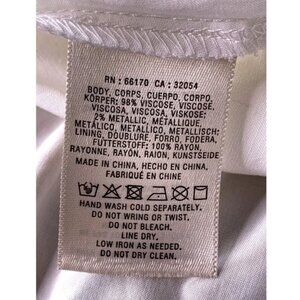 RN : 66170 CA : 32054
BODY, CORPS, CUERPO, CORPO,
KÖRPER: 98% VISCOSE, VISCOSE,
VISCOSA, VISCOSA, VISKOSE;
2% METALLIC, MÉTALLIQUE,
METÁLICO, METALLICO, METALLISCH;
LINING, DOUBLURE, FORRO, FODERA,
FUTTERSTOFF: 100% RAYON,
RAYONNE, RAYÓN, RAION, KUNSTSEIDE
MADE IN CHINA, HECHO EN CHINA.
FABRIQUÉ EN CHINE
HAND WASH COLD SEPARATELY.
DO NOT WRING OR TWIST.
DO NOT BLEACH.
LINE DRY.
LOW IRON AS NEEDED.
DO NOT DRY CLEAN.